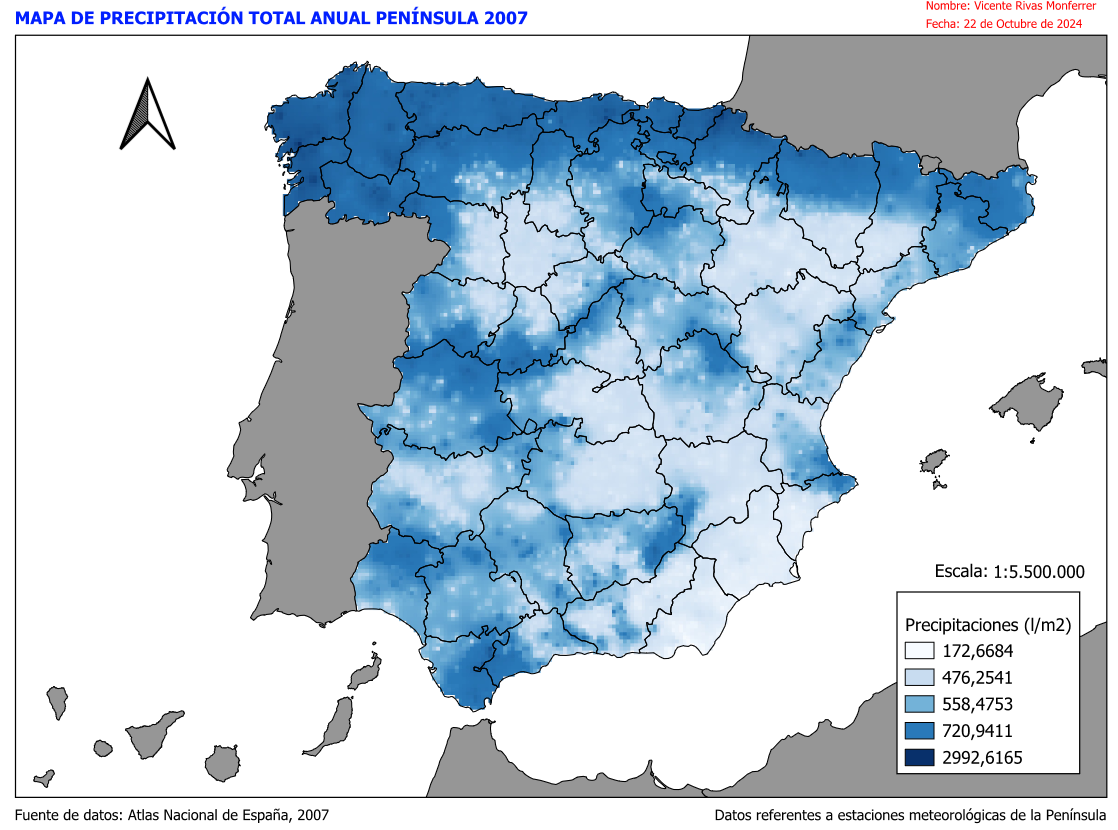 MAPA DE PRECIPITACIÓN TOTAL ANUAL PENÍNSULA 2007
Nombre: Vicente Rivas Monferrer
Fecha: 22 de Octubre de 2024
Escala: 1:5.500.000
Precipitaciones (l/m2)
172,6684
476,2541
558,4753
720,9411
2992,6165
Fuente de datos: Atlas Nacional de España, 2007
Datos referentes a estaciones meteorológicas de la Península